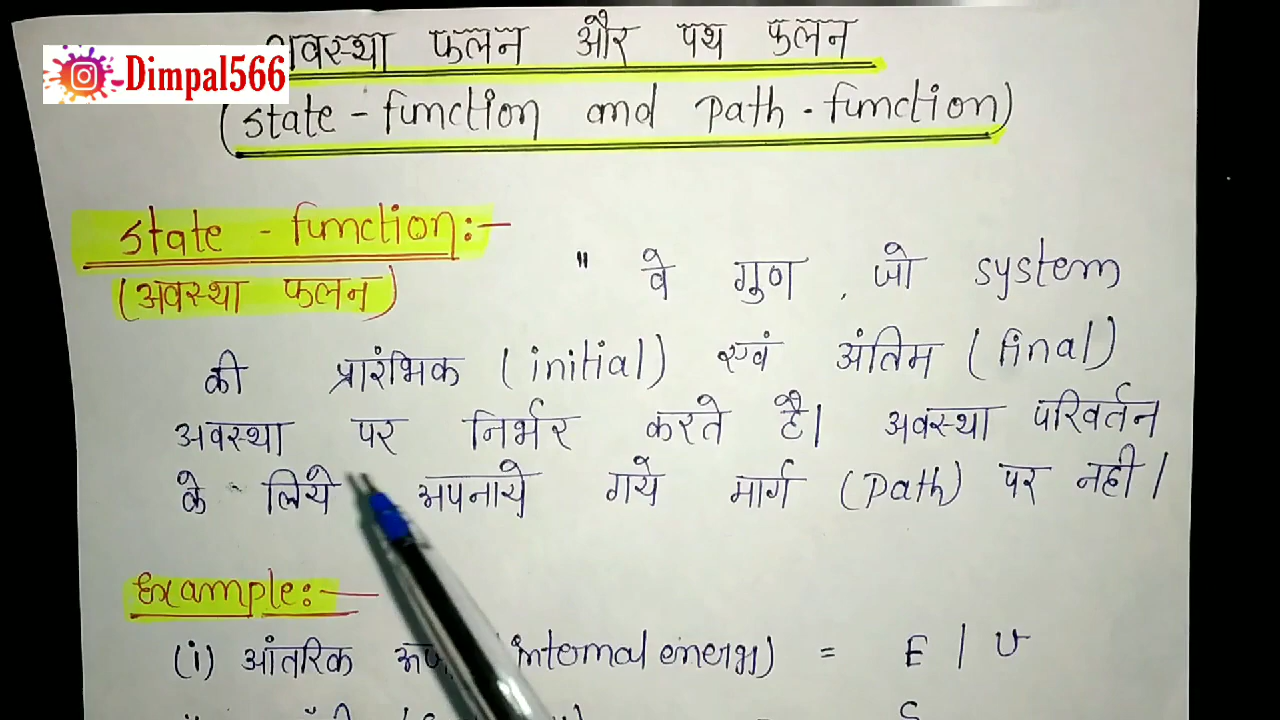 अवस्था फलन और पथ फलन
Dimpal566
(state - function and path - function)
state - function:-
(अवस्था फलन)
" वे गुण , जो system
की प्रारंभिक (initial) एवं अंतिम (final)
अवस्था पर निर्भर करते है। अवस्था परिवर्तन
के लिये अपनाये गये मार्ग (path) पर नही।
Example:-
(i) आंतरिक (internal energy) = E / U
S